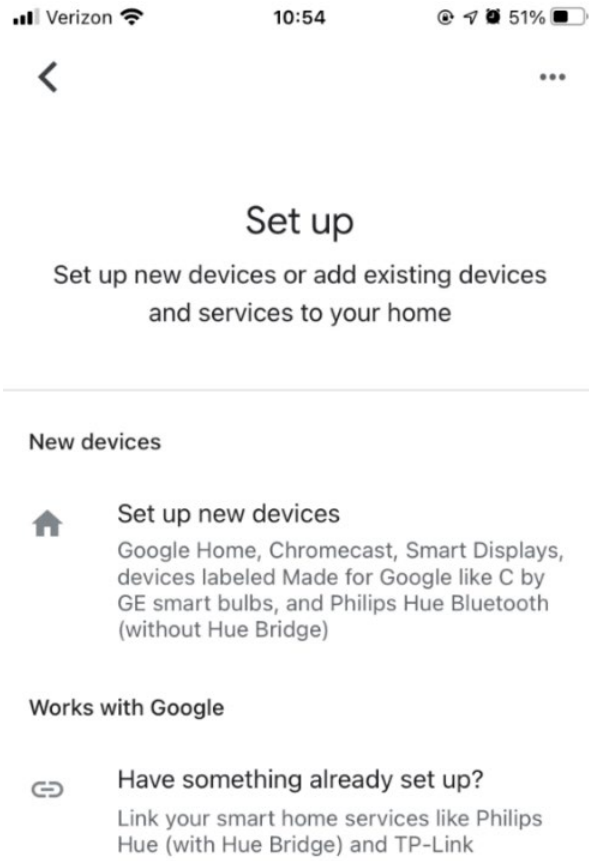 Verizon 10:54 51%
Set up
Set up new devices or add existing devices
and services to your home
New devices
Set up new devices
Google Home, Chromecast, Smart Displays,
devices labeled Made for Google like C by
GE smart bulbs, and Philips Hue Bluetooth
(without Hue Bridge)
Works with Google
Have something already set up?
Link your smart home services like Philips
Hue (with Hue Bridge) and TP-Link